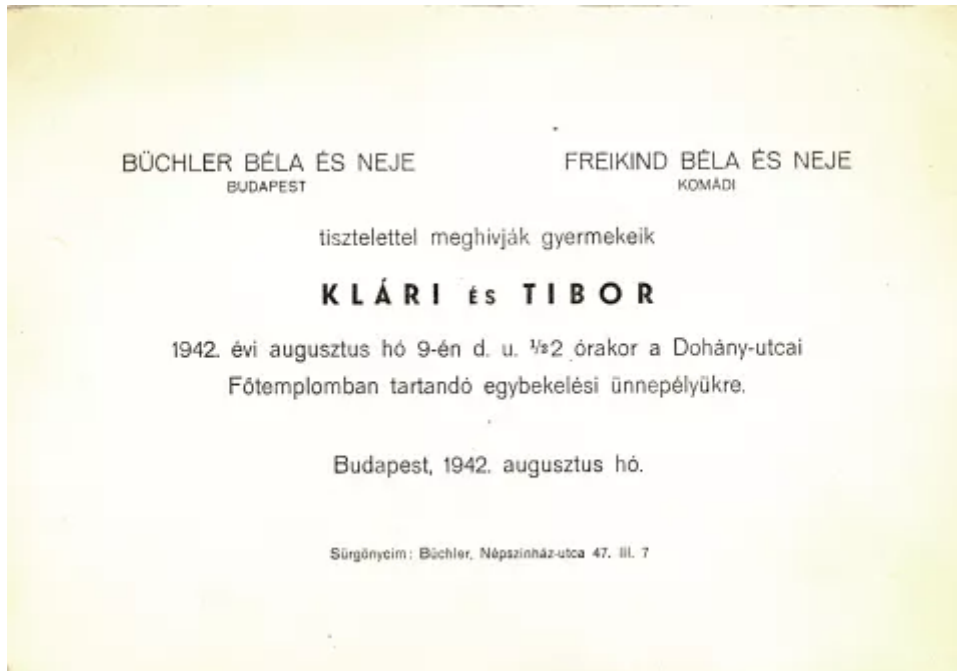 BÜCHLER BÉLA ÉS NEJE
BUDAPEST
FREIKIND BÉLA ÉS NEJE
KOMÁDI
tisztelettel meghivják gyermekeik
KLÁRI ÉS TIBOR
1942. évi augusztus hó 9-én d. u. ½2 órakor a Dohány-utcai
Főtemplomban tartandó egybekelési ünnepélyükre.
Budapest, 1942. augusztus hó.
Sürgönycim: Büchler, Népszinház-utca 47. III. 7